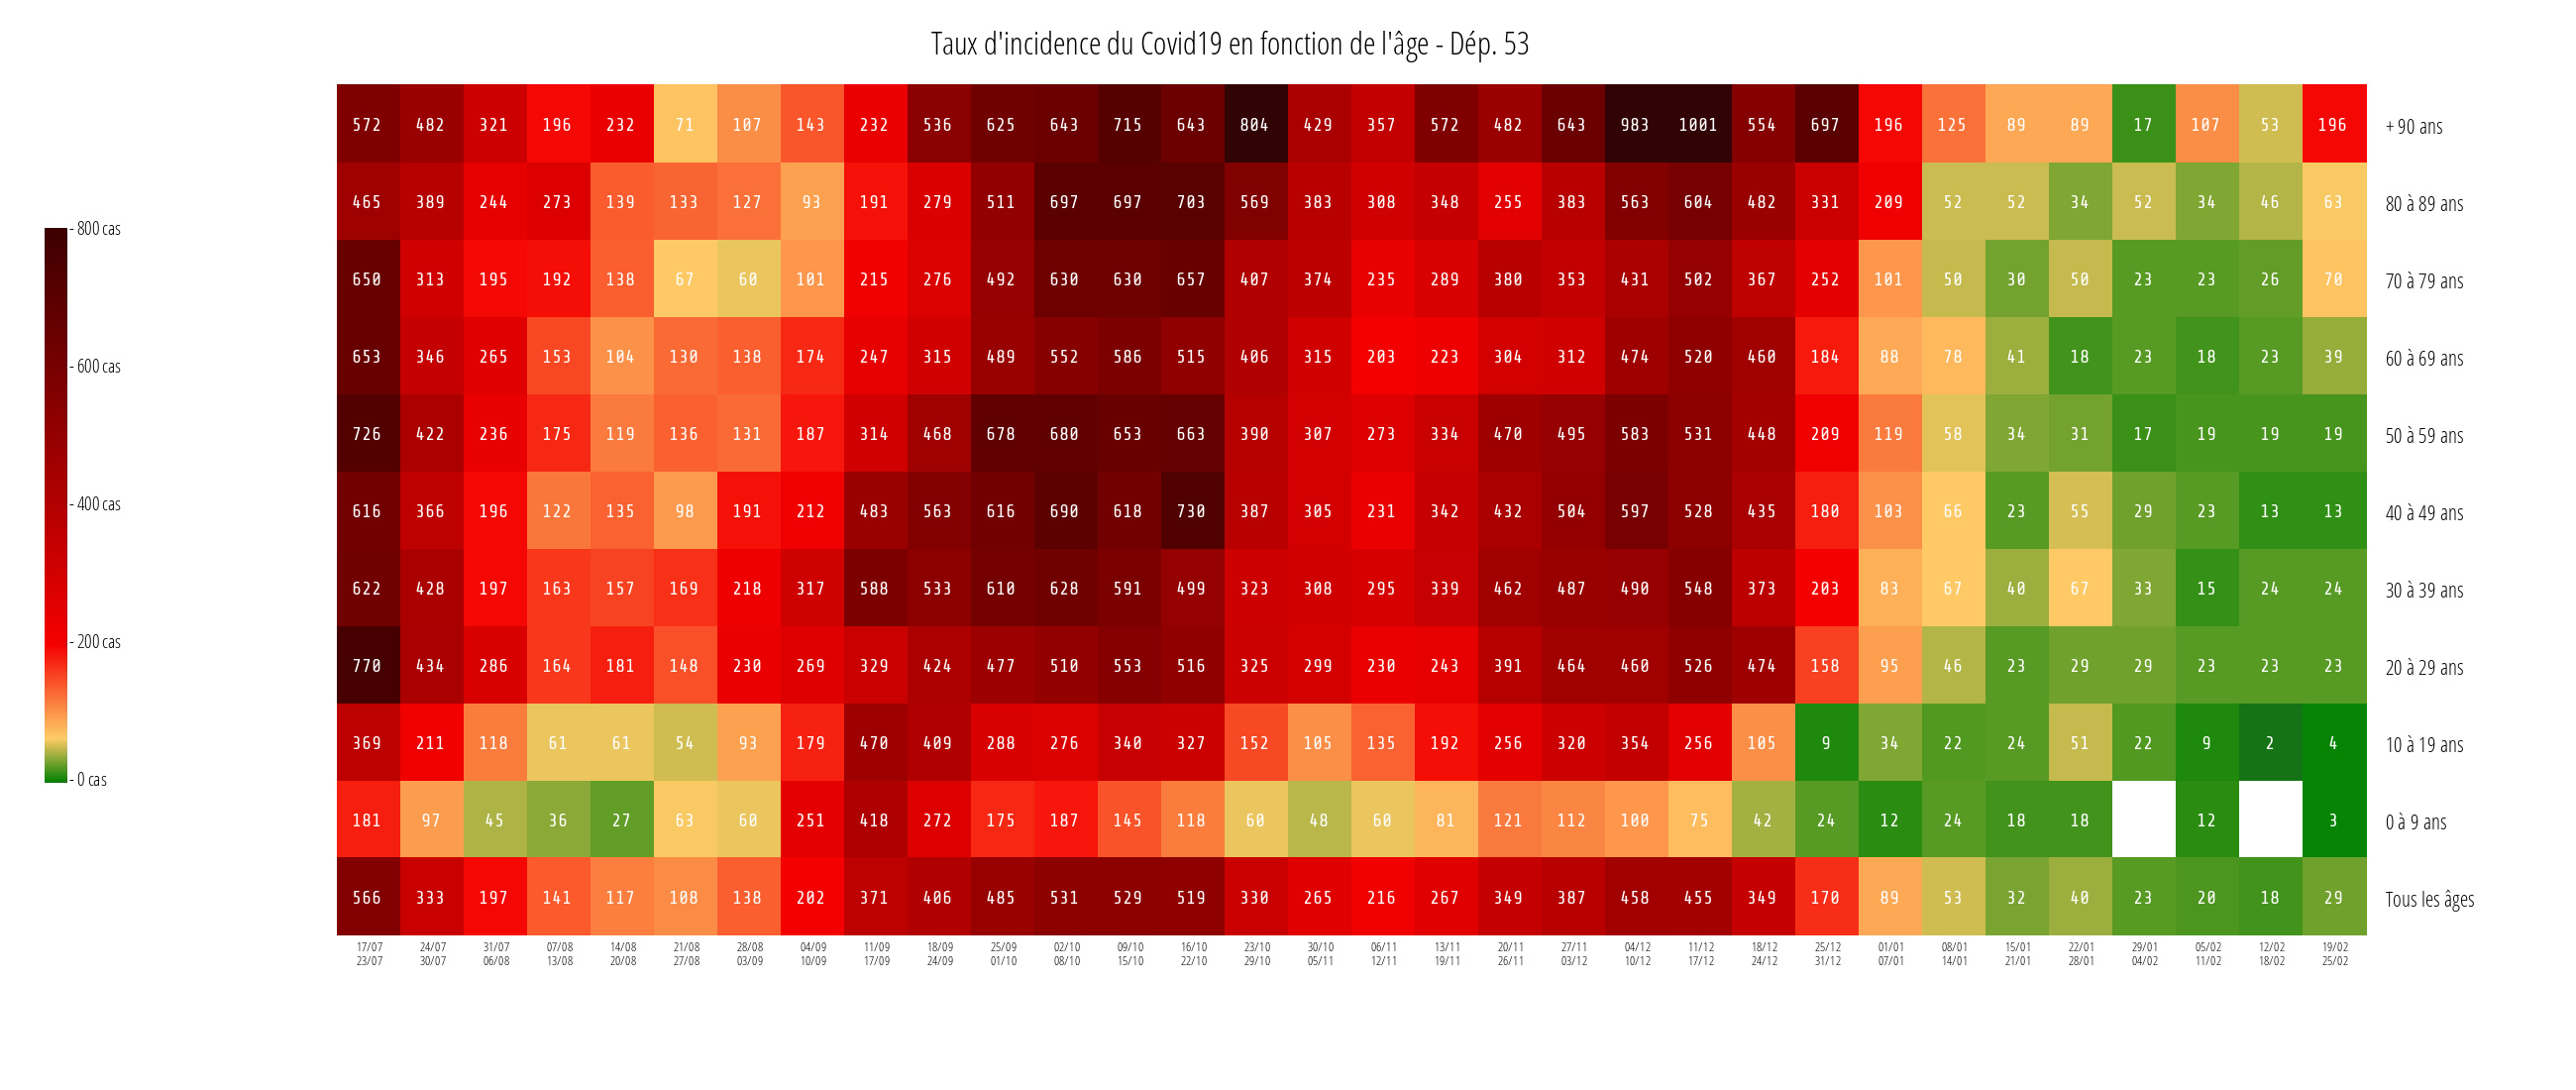 Taux d'incidence du Covid19 en fonction de l'âge - Dép. 53
- 800 cas
- 600 cas
- 400 cas
- 200 cas
- 0 cas
572 482 321 196 232 71 107 143 232 536 625 643 715 643 804 429 357 572 482 643 983 1001 554 697 196 125 89 89 17 107 53 196 + 90 ans
465 389 244 273 139 133 127 93 191 279 511 697 697 703 569 383 308 348 255 383 563 604 482 331 209 52 52 34 52 34 46 63 80 à 89 ans
650 313 195 192 138 67 60 101 215 276 492 630 630 657 407 374 235 289 380 353 431 502 367 252 101 50 30 50 23 23 26 70 70 à 79 ans
653 346 265 153 104 130 138 174 247 315 489 552 586 515 406 315 203 223 304 312 474 520 460 184 88 78 41 18 23 18 23 39 60 à 69 ans
726 422 236 175 119 136 131 187 314 468 678 680 653 663 390 307 273 334 470 495 583 531 448 209 119 58 34 31 17 19 19 19 50 à 59 ans
616 366 196 122 135 98 191 212 483 563 616 690 618 730 387 305 231 342 432 504 597 528 435 180 103 66 23 55 29 23 13 13 40 à 49 ans
622 428 197 163 157 169 218 317 588 533 610 628 591 499 323 308 295 339 462 487 490 548 373 203 83 67 40 67 33 15 24 24 30 à 39 ans
770 434 286 164 181 148 230 269 329 424 477 510 553 516 325 299 230 243 391 464 460 526 474 158 95 46 23 29 29 23 23 23 20 à 29 ans
369 211 118 61 61 54 93 179 470 409 288 276 340 327 152 105 135 192 256 320 354 256 105 9 34 22 24 51 22 9 2 4 10 à 19 ans
181 97 45 36 27 63 60 251 418 272 175 187 145 118 60 48 60 81 121 112 100 75 42 24 12 24 18 18 12 3 0 à 9 ans
566 333 197 141 117 108 138 202 371 406 485 531 529 519 330 265 216 267 349 387 458 455 349 170 89 53 32 40 23 20 18 29 Tous les âges
17/07 24/07 31/07 07/08 14/08 21/08 28/08 04/09 11/09 18/09 25/09 02/10 09/10 16/10 23/10 30/10 06/11 13/11 20/11 27/11 04/12 11/12 18/12 25/12 01/01 08/01 15/01 22/01 29/01 05/02 12/02 19/02
23/07 30/07 06/08 13/08 20/08 27/08 03/09 10/09 17/09 24/09 01/10 08/10 15/10 22/10 29/10 05/11 12/11 19/11 26/11 03/12 10/12 17/12 24/12 31/12 07/01 14/01 21/01 28/01 04/02 11/02 18/02 25/02